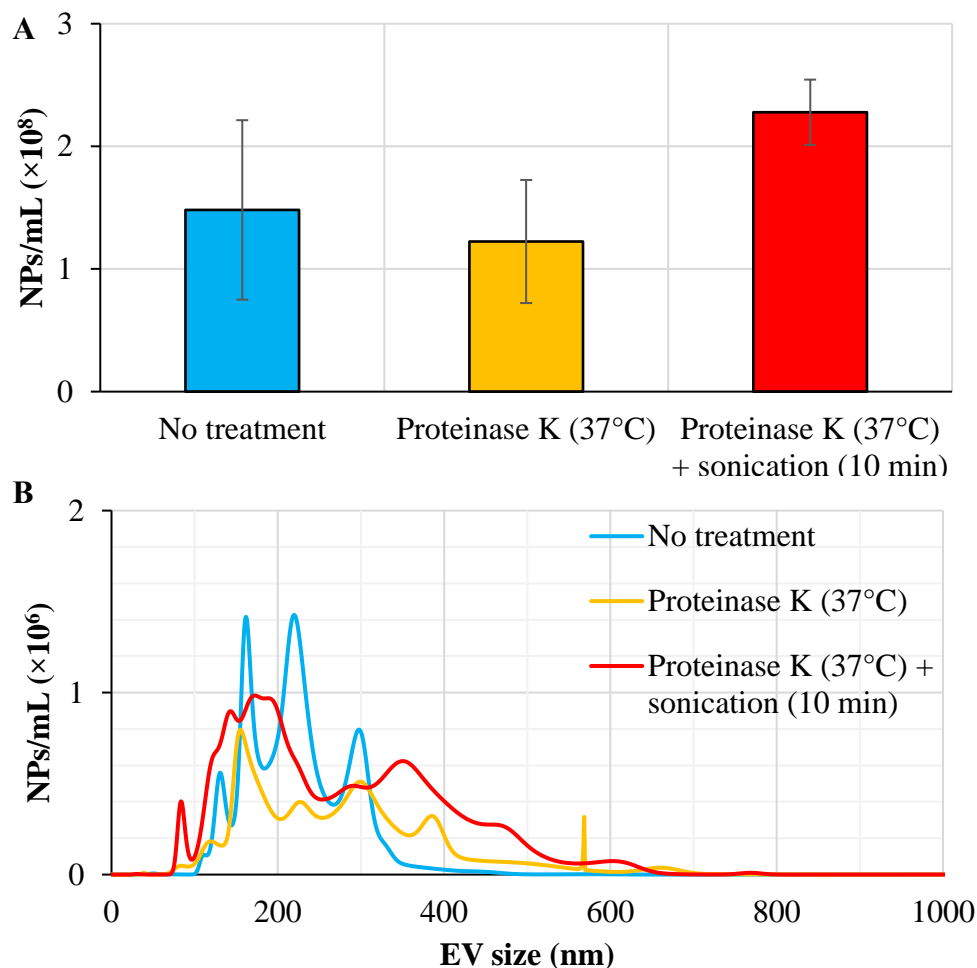 A
3
2
1
0
NPs/mL (×10⁸)
No treatment
Proteinase K (37°C)
Proteinase K (37°C)
+ sonication (10 min)
B
2
1
0
NPs/mL (×10⁶)
No treatment
Proteinase K (37°C)
Proteinase K (37°C) +
sonication (10 min)
0 200 400 600 800 1000
EV size (nm)